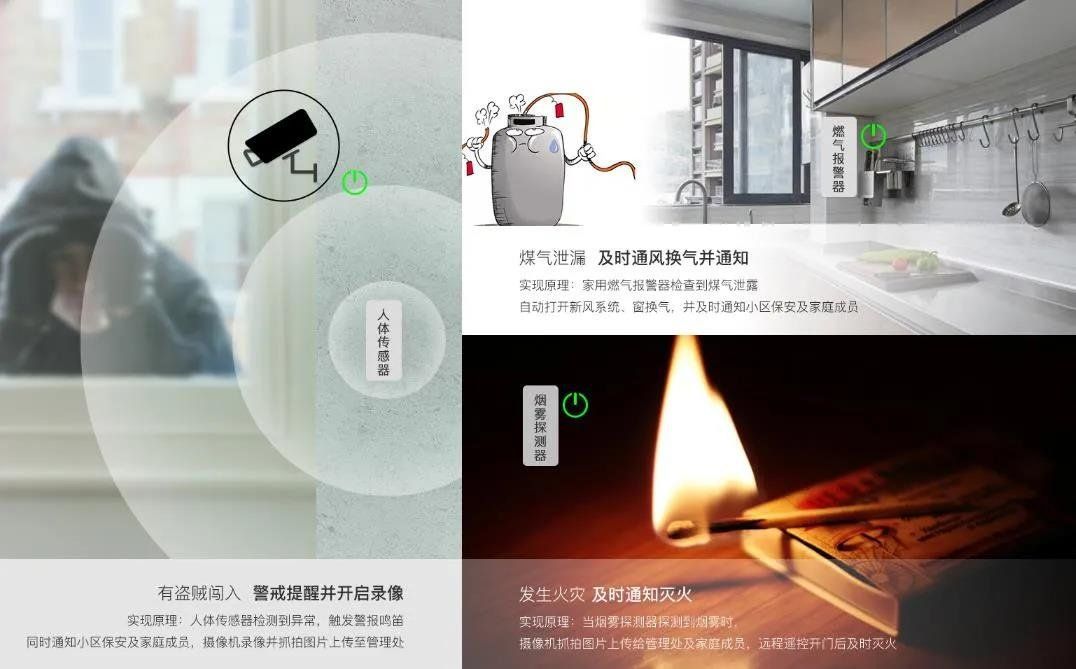 人体传感器
有盗贼闯入 警戒提醒并开启录像
实现原理：人体传感器检测到异常，触发警报鸣笛
同时通知小区保安及家庭成员，摄像机录像并抓拍图片上传至管理处
燃气报警器
煤气泄漏 及时通风换气并通知
实现原理：家用燃气报警器检查到煤气泄露
自动打开新风系统、窗换气，并及时通知小区保安及家庭成员
烟雾探测器
发生火灾 及时通知灭火
实现原理：当烟雾探测器探测到烟雾时，
摄像机抓拍图片上传给管理处及家庭成员，远程遥控开门后及时灭火